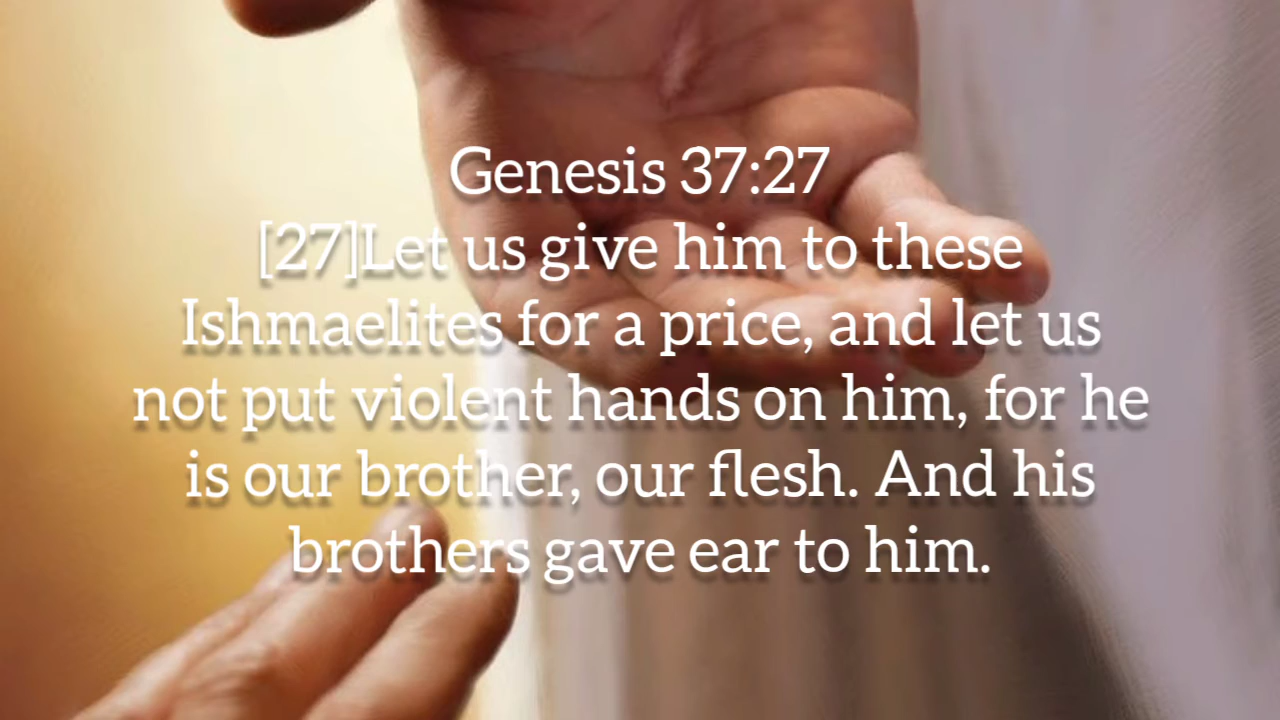 Genesis 37:27
[27]Let us give him to these
Ishmaelites for a price, and let us
not put violent hands on him, for he
is our brother, our flesh. And his
brothers gave ear to him.